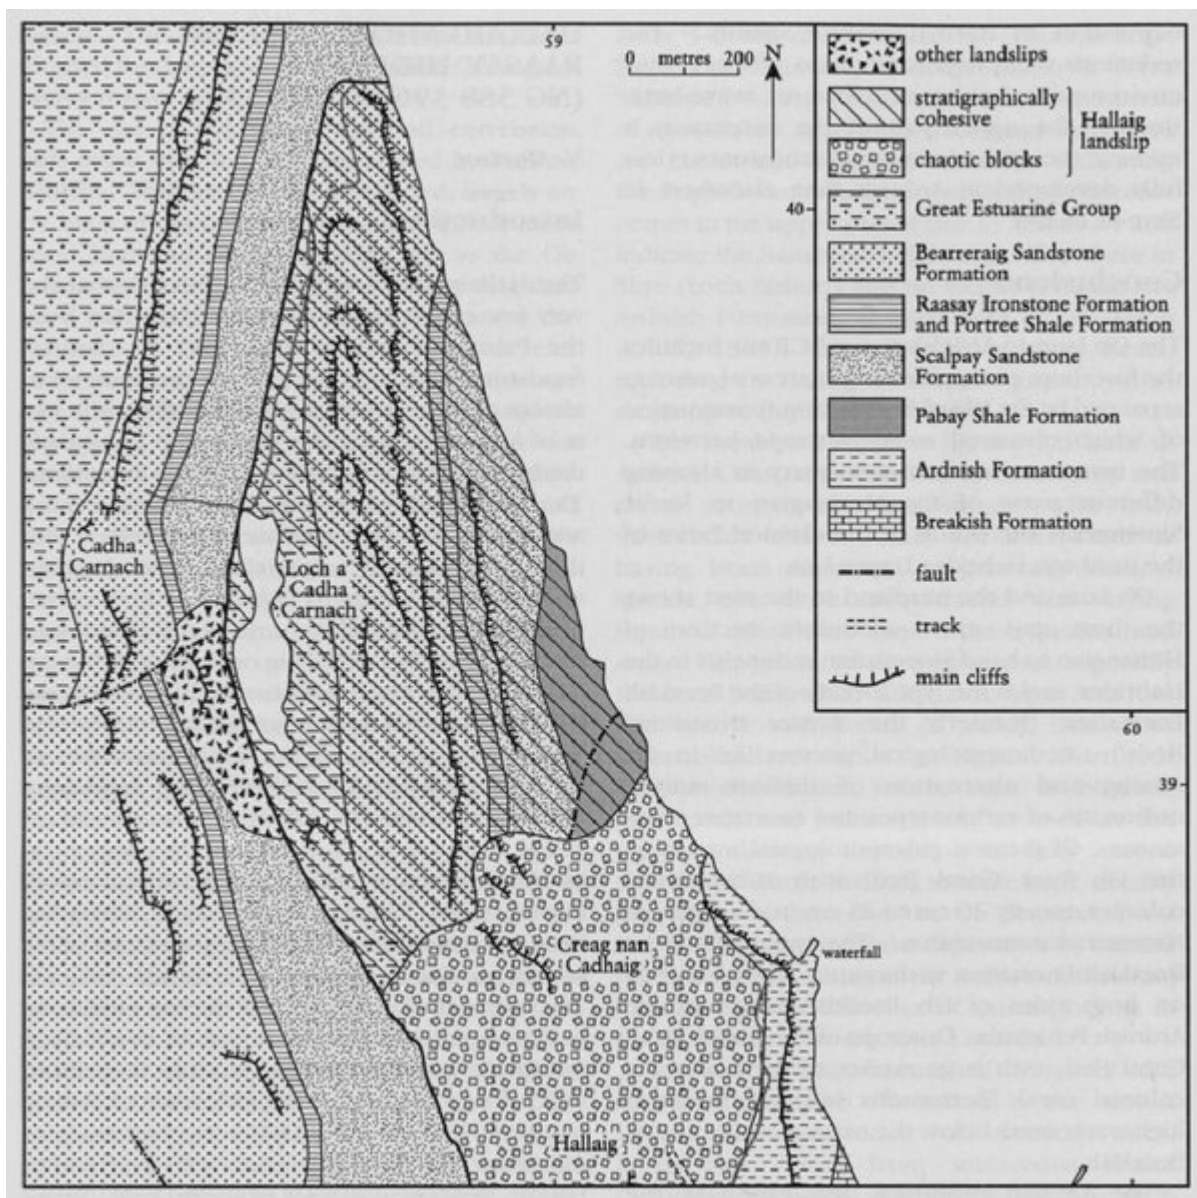 59
metres 200
0
N
other landslips
stratigraphically
cohesive
Hallaig
landslip
chaotic blocks
40
Great Estuarine Group
Bearreraig Sandstone
Formation
Raasay Ironstone Formation
and Portree Shale Formation
Scalpay Sandstone
Formation
Pabay Shale Formation
Ardnish Formation
Breakish Formation
fault
track
main cliffs
60
39
Cadha
Carnach
Loch a'
Cadha
Carnach
Creag nan
Cadhaig
waterfall
Hallaig